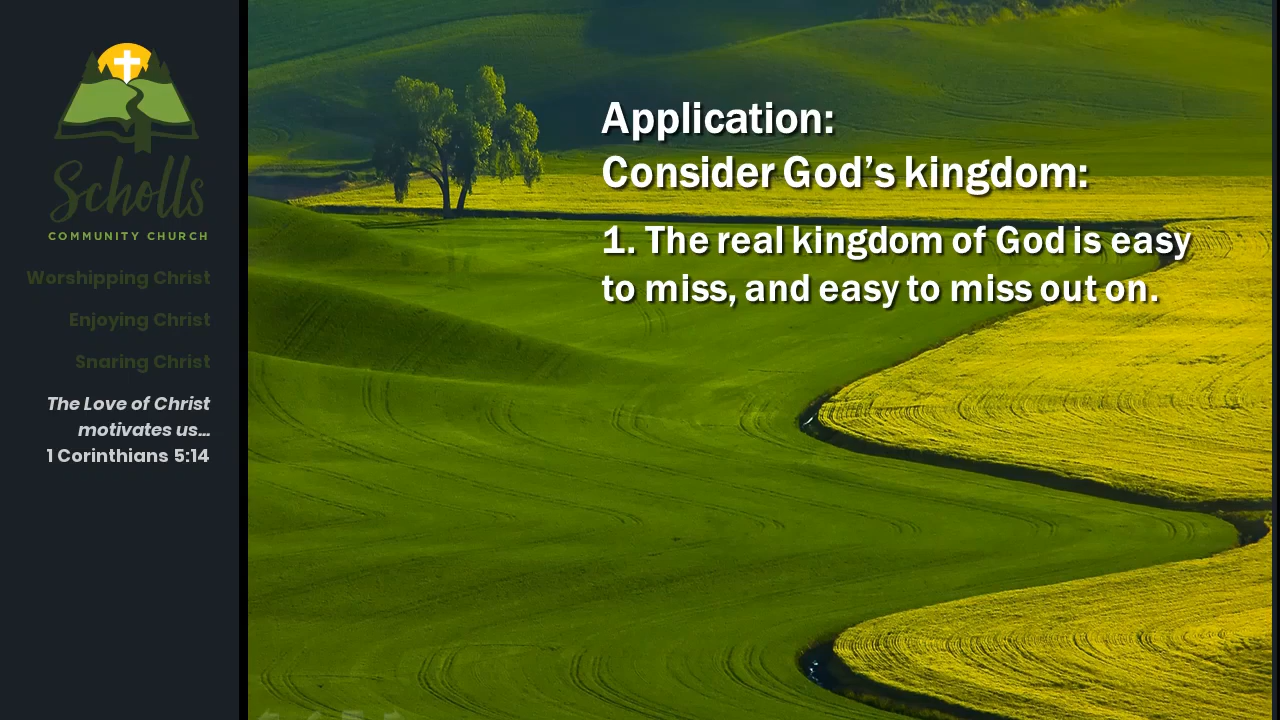 Scholls
COMMUNITY CHURCH
Worshipping Christ
Enjoying Christ
Snaring Christ
The Love of Christ
motivates us...
1 Corinthians 5:14
Application:
Consider God’s kingdom:
1. The real kingdom of God is easy
to miss, and easy to miss out on.